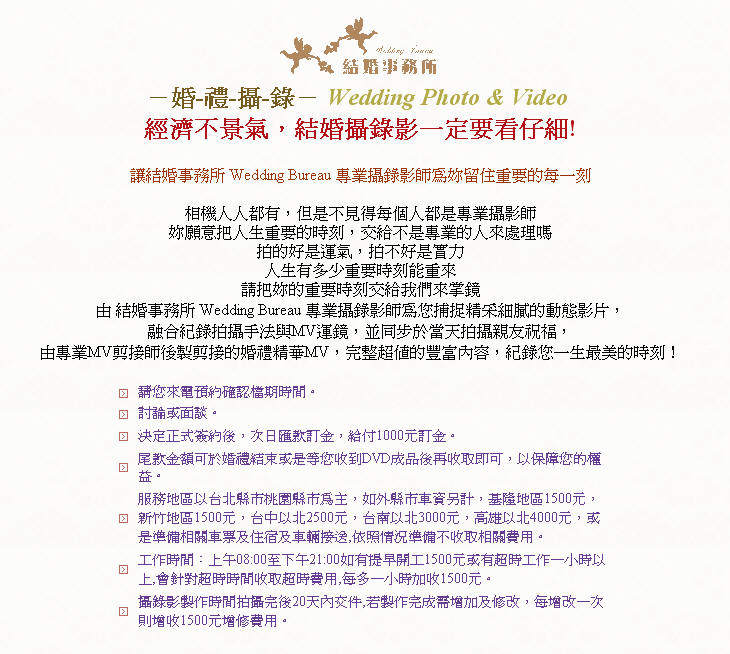 Wedding Bureau
結婚事務所
－婚-禮-攝-錄－ Wedding Photo & Video
經濟不景氣，結婚攝錄影一定要看仔細!
讓結婚事務所 Wedding Bureau 專業攝錄影師為妳留住重要的每一刻
相機人人都有，但是不見得每個人都是專業攝影師
妳願意把人生重要的時刻，交給不是專業的人來處理嗎
拍的好是運氣，拍不好是實力
人生有多少重要時刻能重來
請把妳的重要時刻交給我們來掌鏡
由 結婚事務所 Wedding Bureau 專業攝錄影師為您捕捉精采細膩的動態影片，
融合紀錄拍攝手法與MV運鏡，並同步於當天拍攝親友祝福，
由專業MV剪接師後製剪接的婚禮精華MV，完整超值的豐富內容，紀錄您一生最美的時刻！
請您來電預約確認檔期時間。
討論或面談。
決定正式簽約後，次日匯款訂金，給付1000元訂金。
尾款金額可於婚禮結束或是等您收到DVD成品後再收取即可，以保障您的權
益。
服務地區以台北縣市桃園縣市為主，如外縣市車資另計，基隆地區1500元，
新竹地區1500元，台中以北2500元，台南以北3000元，高雄以北4000元，或
是準備相關車票及住宿及車輛接送,依照情況準備不收取相關費用。
工作時間：上午08:00至下午21:00如有提早開工1500元或有超時工作一小時以
上,會針對超時時間收取超時費用,每多一小時加收1500元。
攝錄影製作時間拍攝完後20天內交件,若製作完成需增加及修改，每增改一次
則增收1500元增修費用。